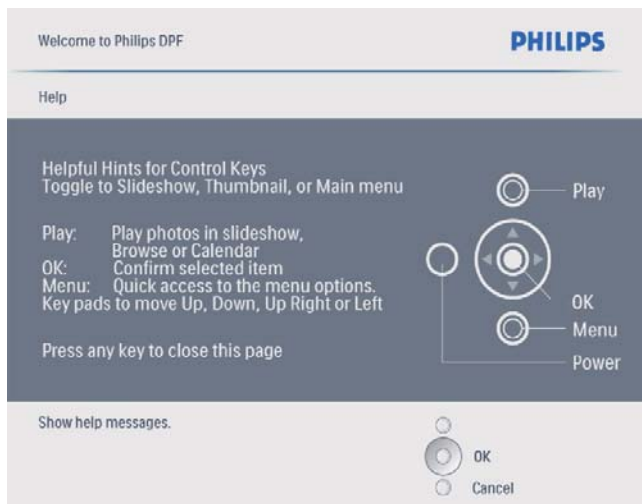 Welcome to Philips DPF
PHILIPS
Help
Helpful Hints for Control Keys
Toggle to Slideshow, Thumbnail, or Main menu
Play: Play photos in slideshow,
Browse or Calendar
OK: Confirm selected item
Menu: Quick access to the menu options.
Key pads to move Up, Down, Up Right or Left
Press any key to close this page
Play
OK
Menu
Power
Show help messages.
OK
Cancel